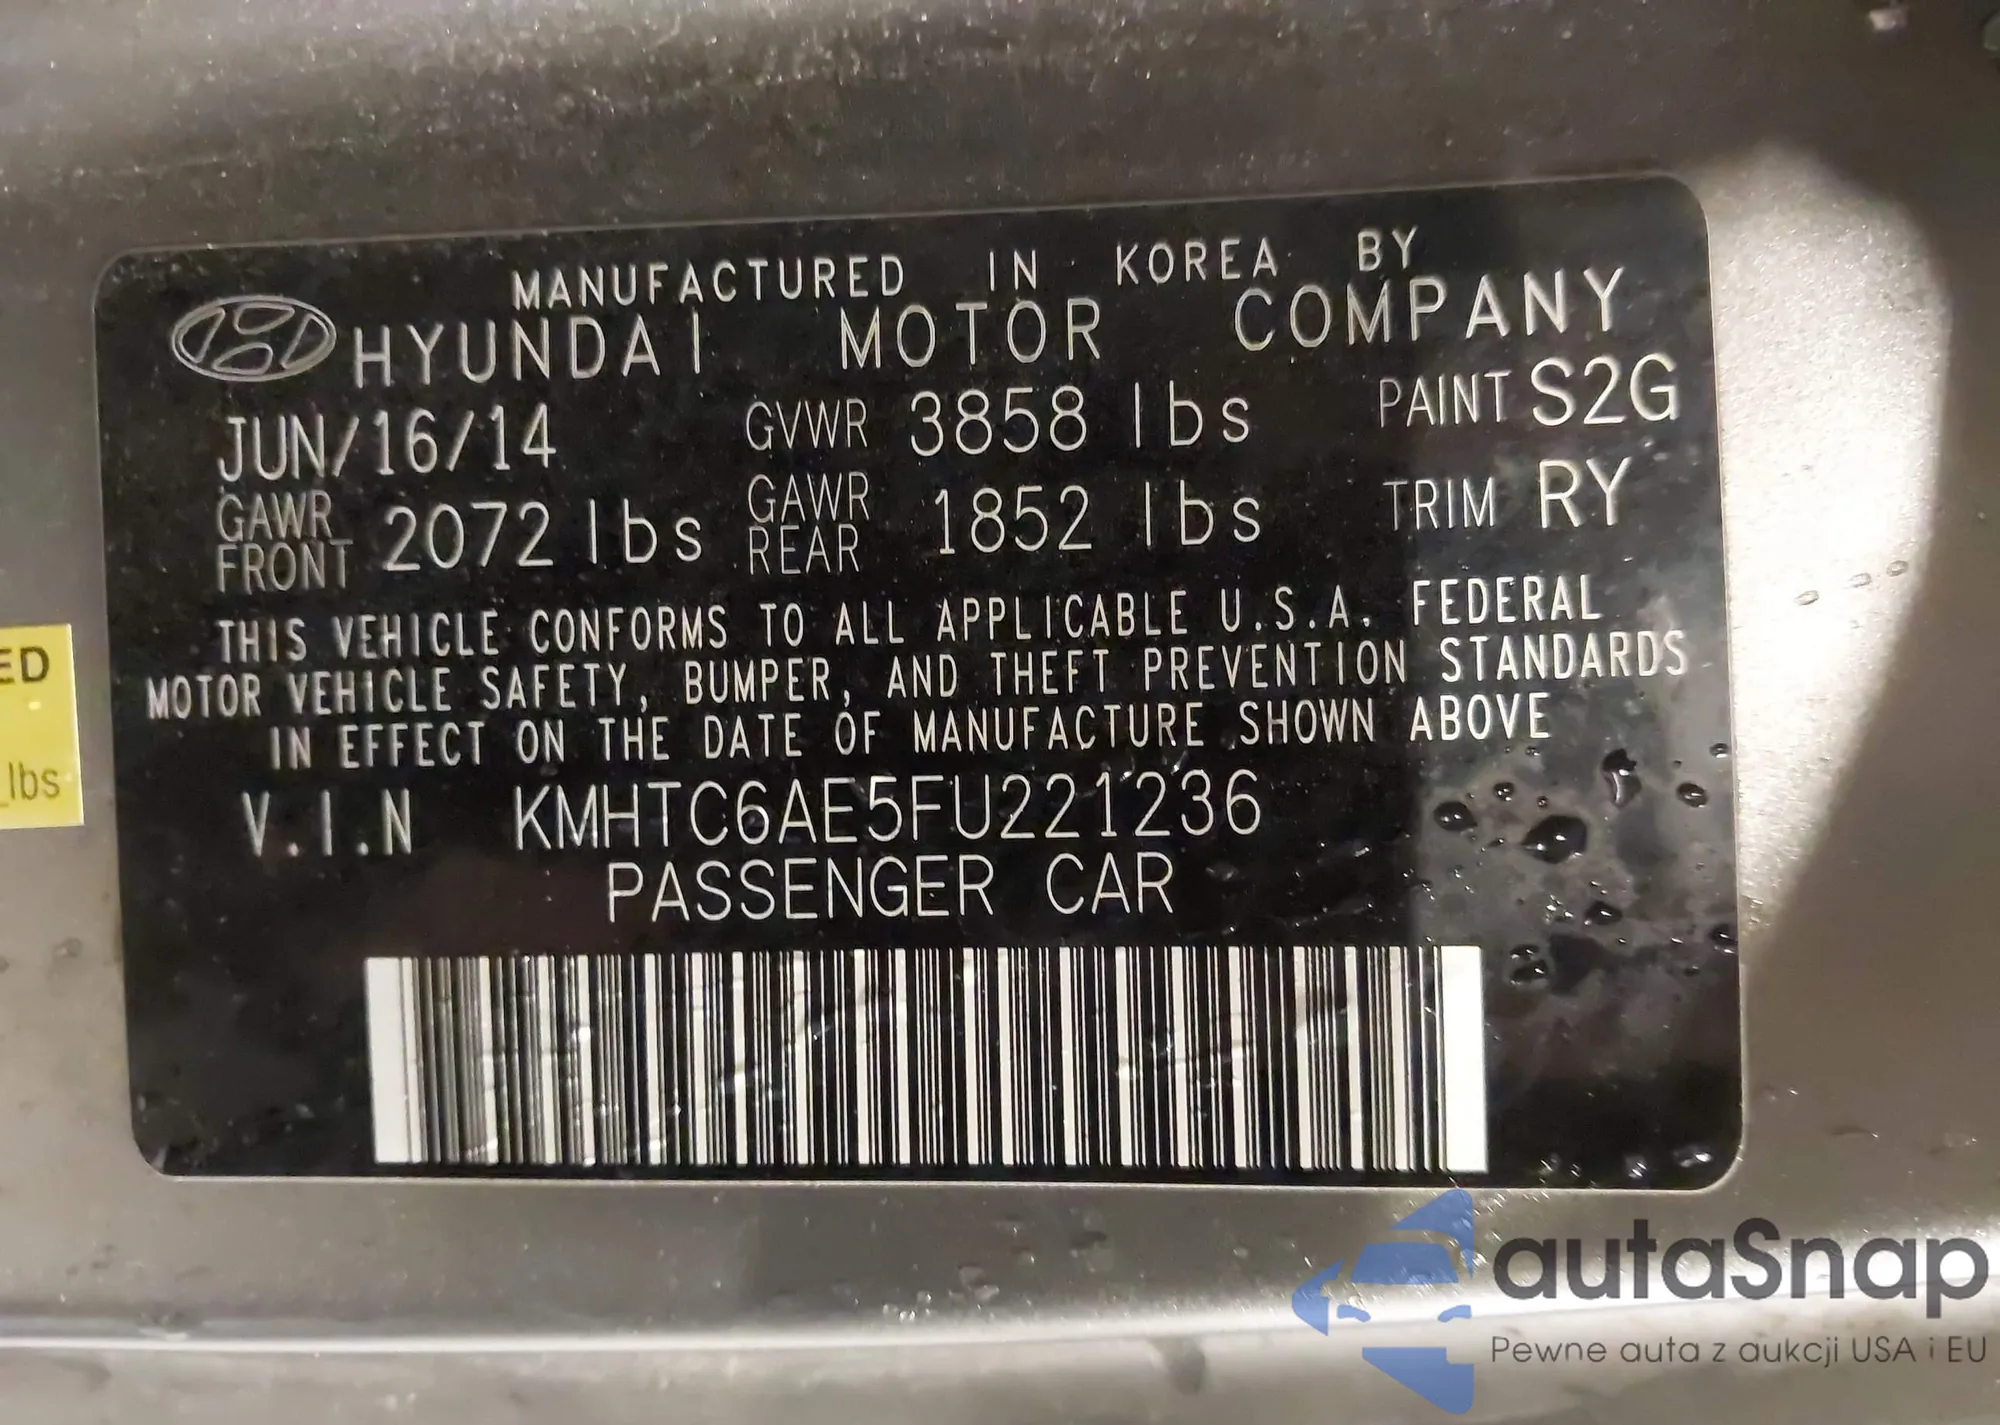 MANUFACTURED IN KOREA BY
HYUNDAI MOTOR COMPANY
JUN/16/14 GVWR 3858 lbs PAINT S2G
GAWR FRONT 2072 lbs GAWR REAR 1852 lbs TRIM RY
THIS VEHICLE CONFORMS TO ALL APPLICABLE U.S.A. FEDERAL
MOTOR VEHICLE SAFETY, BUMPER, AND THEFT PREVENTION STANDARDS
IN EFFECT ON THE DATE OF MANUFACTURE SHOWN ABOVE
V.I.N KMHTC6AE5FU221236
PASSENGER CAR
ED
lbs
autaSnap
Pewne auta z aukcji USA i EU